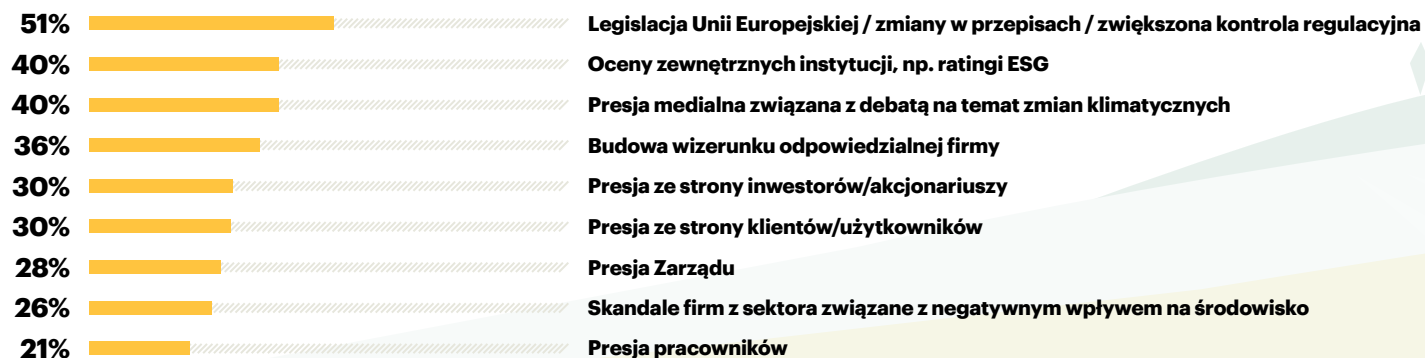 51% Legislacja Unii Europejskiej / zmiany w przepisach / zwiększona kontrola regulacyjna
40% Oceny zewnętrznych instytucji, np. ratingi ESG
40% Presja medialna związana z debatą na temat zmian klimatycznych
36% Budowa wizerunku odpowiedzialnej firmy
30% Presja ze strony inwestorów/akcjonariuszy
30% Presja ze strony klientów/użytkowników
28% Presja Zarządu
26% Skandale firm z sektora związane z negatywnym wpływem na środowisko
21% Presja pracowników